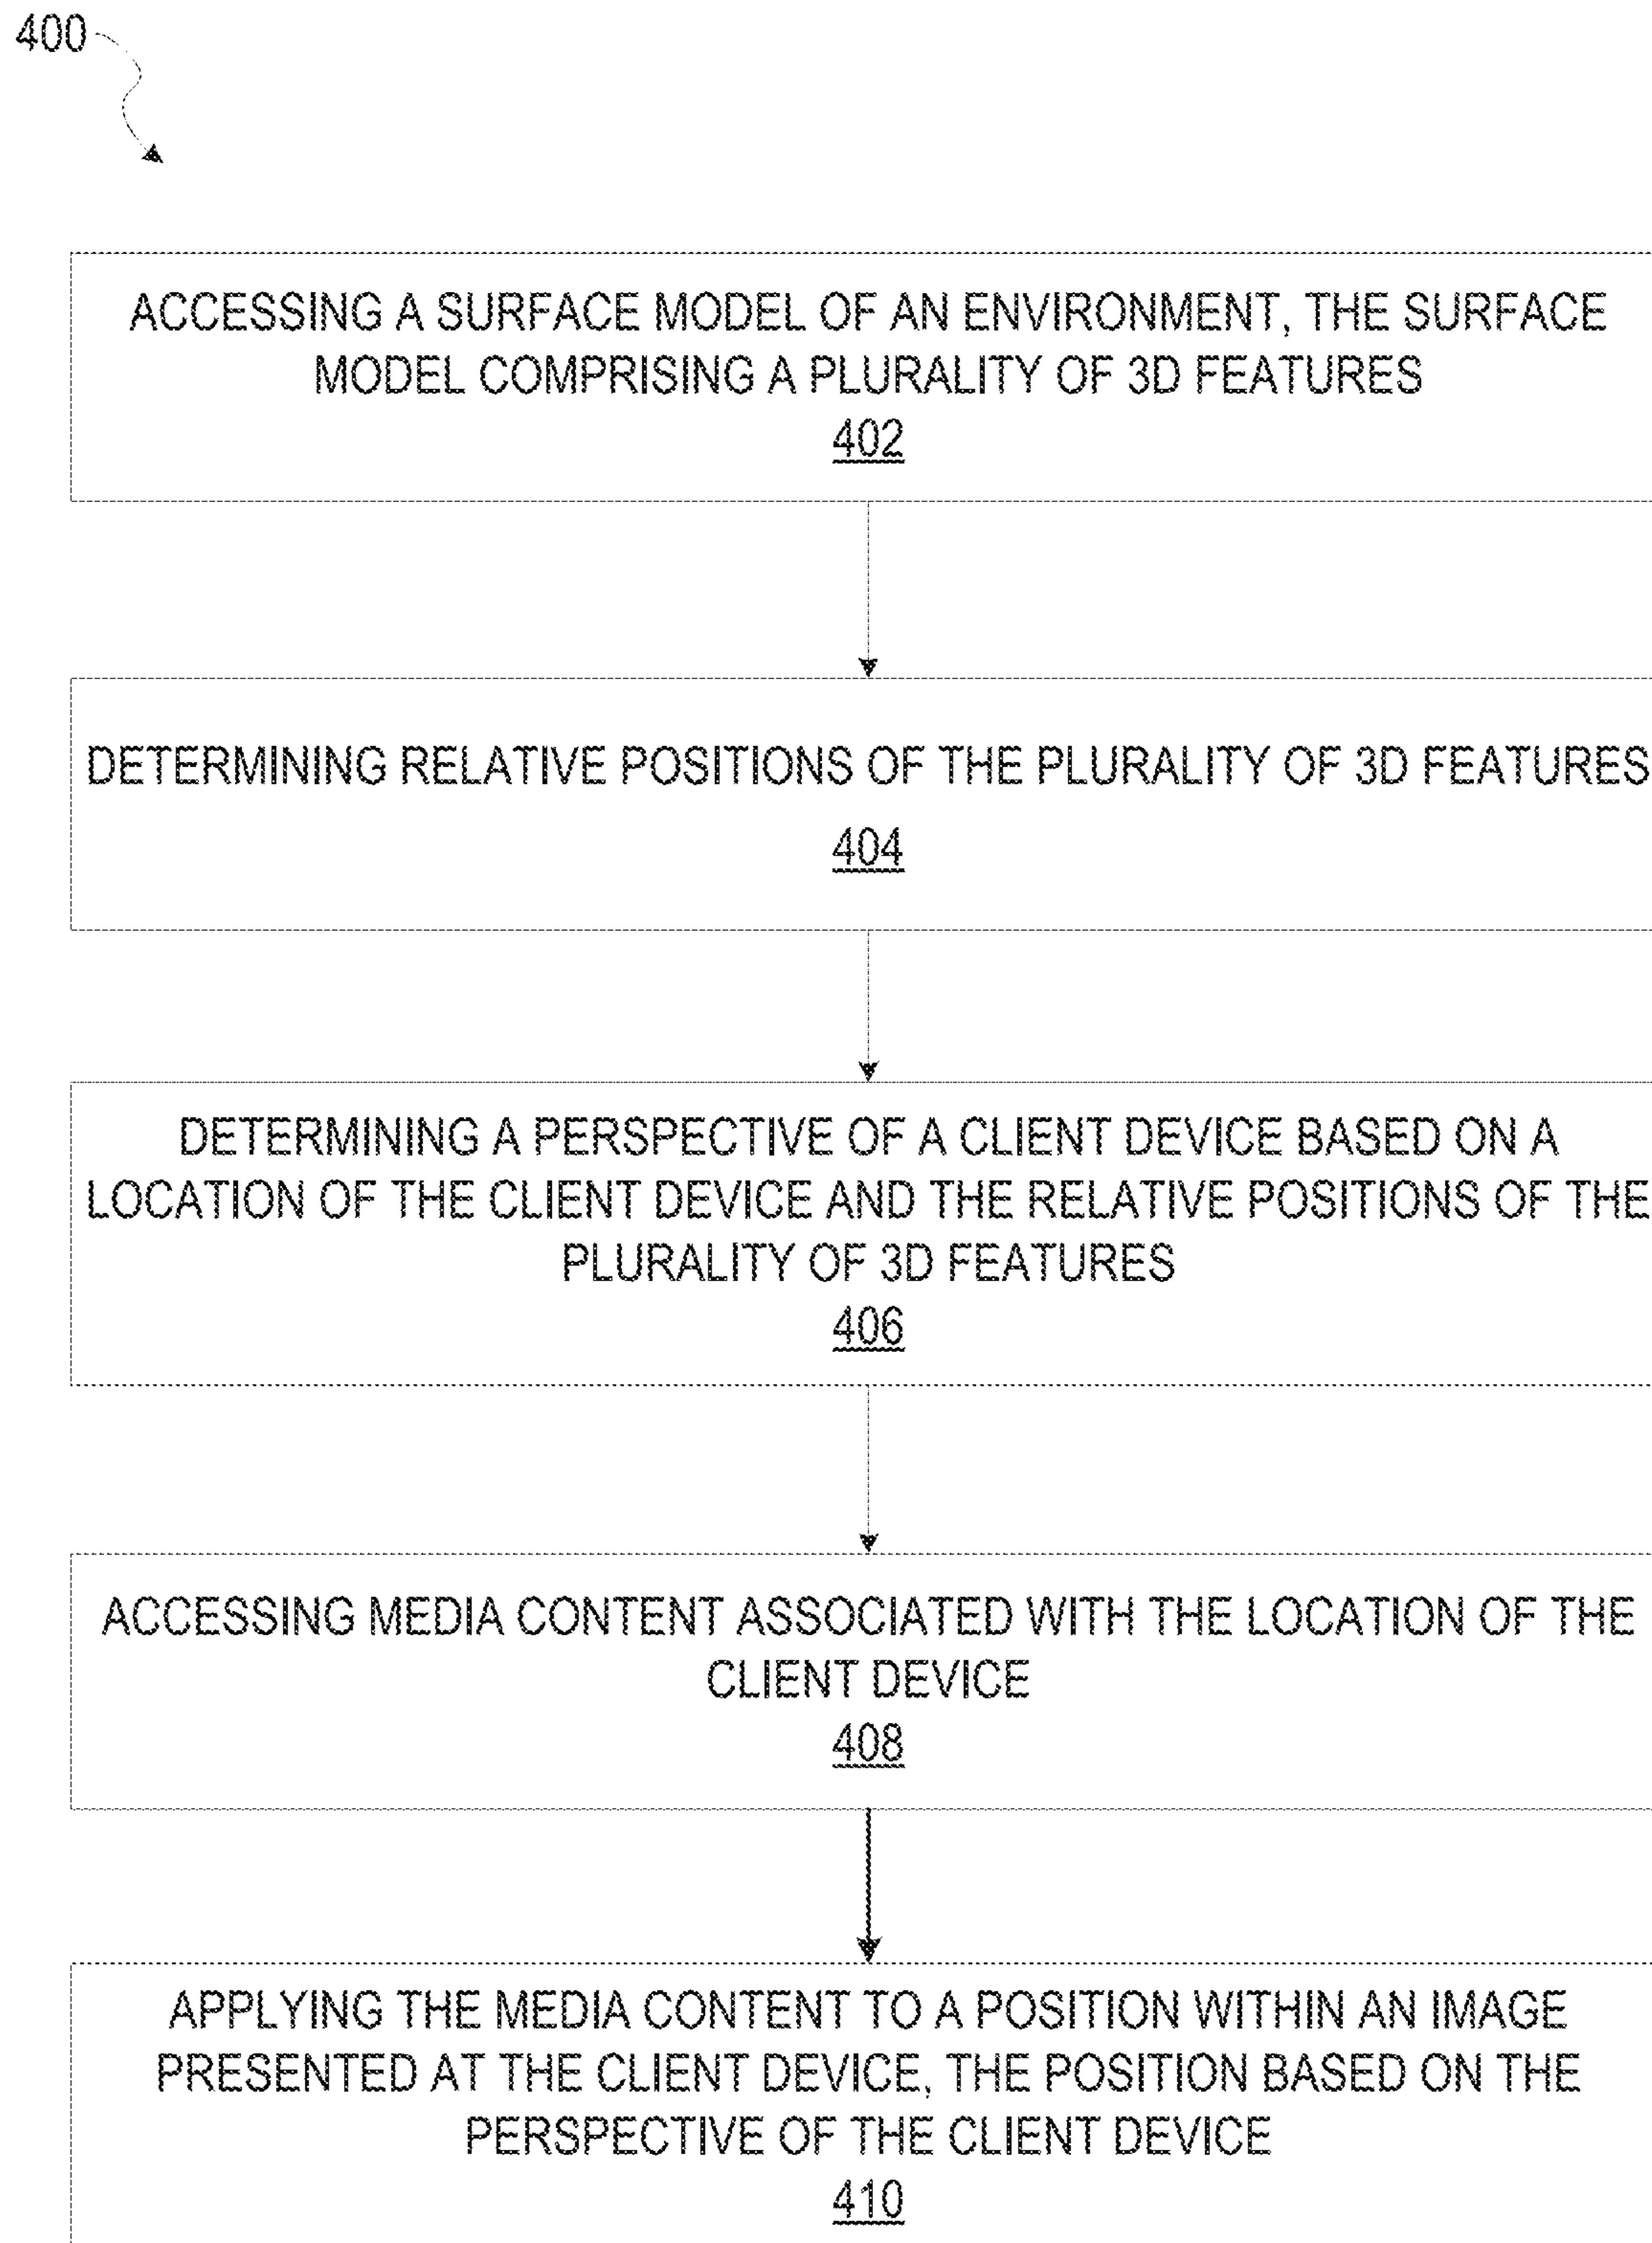 400
ACCESSING A SURFACE MODEL OF AN ENVIRONMENT, THE SURFACE
MODEL COMPRISING A PLURALITY OF 3D FEATURES
402
DETERMINING RELATIVE POSITIONS OF THE PLURALITY OF 3D FEATURES
404
DETERMINING A PERSPECTIVE OF A CLIENT DEVICE BASED ON A
LOCATION OF THE CLIENT DEVICE AND THE RELATIVE POSITIONS OF THE
PLURALITY OF 3D FEATURES
406
ACCESSING MEDIA CONTENT ASSOCIATED WITH THE LOCATION OF THE
CLIENT DEVICE
408
APPLYING THE MEDIA CONTENT TO A POSITION WITHIN AN IMAGE
PRESENTED AT THE CLIENT DEVICE, THE POSITION BASED ON THE
PERSPECTIVE OF THE CLIENT DEVICE
410